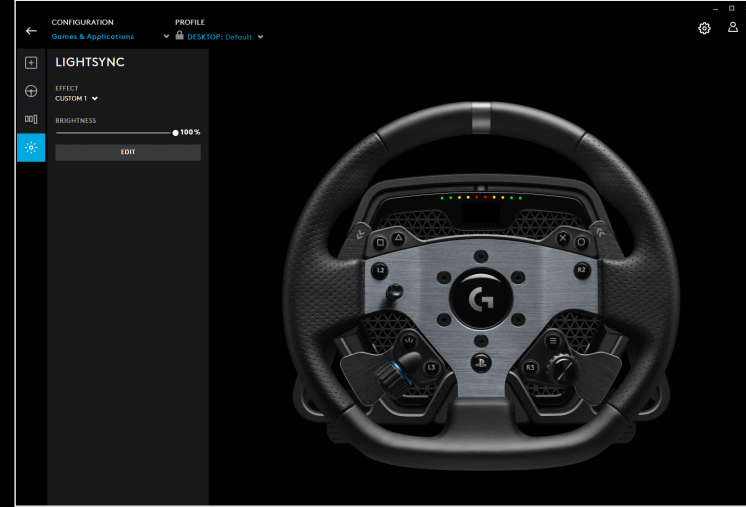 CONFIGURATION
Games & Applications
PROFILE
DESKTOP: Default
LIGHTSYNC
EFFECT
CUSTOM 1
BRIGHTNESS
100%
EDIT
L2
R2
L3
R3